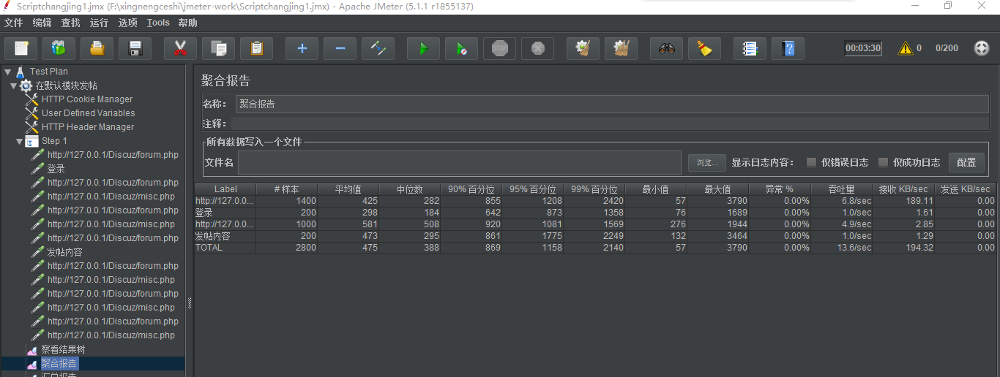 Scriptchangjing1.jmx (F:\xingnengceshi\jmeter-work\Scriptchangjing1.jmx) - Apache JMeter (5.1.1 r1855137)
文件 编辑 查找 运行 选项 Tools 帮助
STOP 00:03:30 0 0/200
Test Plan
在默认模块发帖
HTTP Cookie Manager
User Defined Variables
HTTP Header Manager
Step 1
http://127.0.0.1/Discuz/forum.php
登录
http://127.0.0.1/Discuz/forum.php
http://127.0.0.1/Discuz/misc.php
http://127.0.0.1/Discuz/forum.php
http://127.0.0.1/Discuz/misc.php
http://127.0.0.1/Discuz/forum.php
发帖内容
http://127.0.0.1/Discuz/forum.php
http://127.0.0.1/Discuz/misc.php
http://127.0.0.1/Discuz/forum.php
http://127.0.0.1/Discuz/misc.php
http://127.0.0.1/Discuz/forum.php
http://127.0.0.1/Discuz/misc.php
察看结果树
聚合报告
汇总报告
聚合报告
名称： 聚合报告
注释：
所有数据写入一个文件
文件名 浏览... 显示日志内容： 仅错误日志 仅成功日志 配置
Label # 样本 平均值 中位数 90% 百分位 95% 百分位 99% 百分位 最小值 最大值 异常 % 吞吐量 接收 KB/sec 发送 KB/sec
http://127.0.0... 1400 425 282 855 1208 2420 57 3790 0.00% 6.8/sec 189.11 0.00
登录 200 298 184 642 873 1358 76 1689 0.00% 1.0/sec 1.61 0.00
http://127.0.0... 1000 581 508 920 1081 1569 276 1944 0.00% 4.9/sec 2.85 0.00
发帖内容 200 473 295 861 1775 2249 132 3464 0.00% 1.0/sec 1.29 0.00
TOTAL 2800 475 388 869 1158 2140 57 3790 0.00% 13.6/sec 194.32 0.00